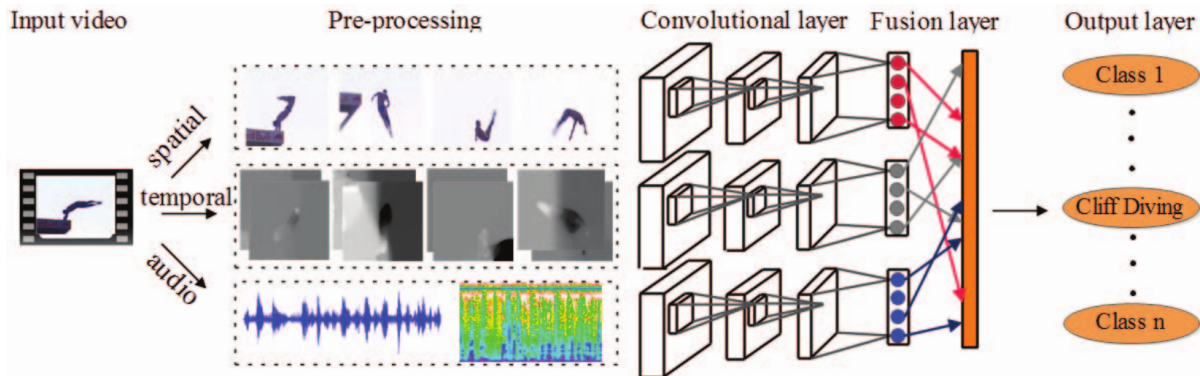 Input video
Pre-processing
Convolutional layer
Fusion layer
Output layer
spatial
temporal
audio
Class 1
Cliff Diving
Class n